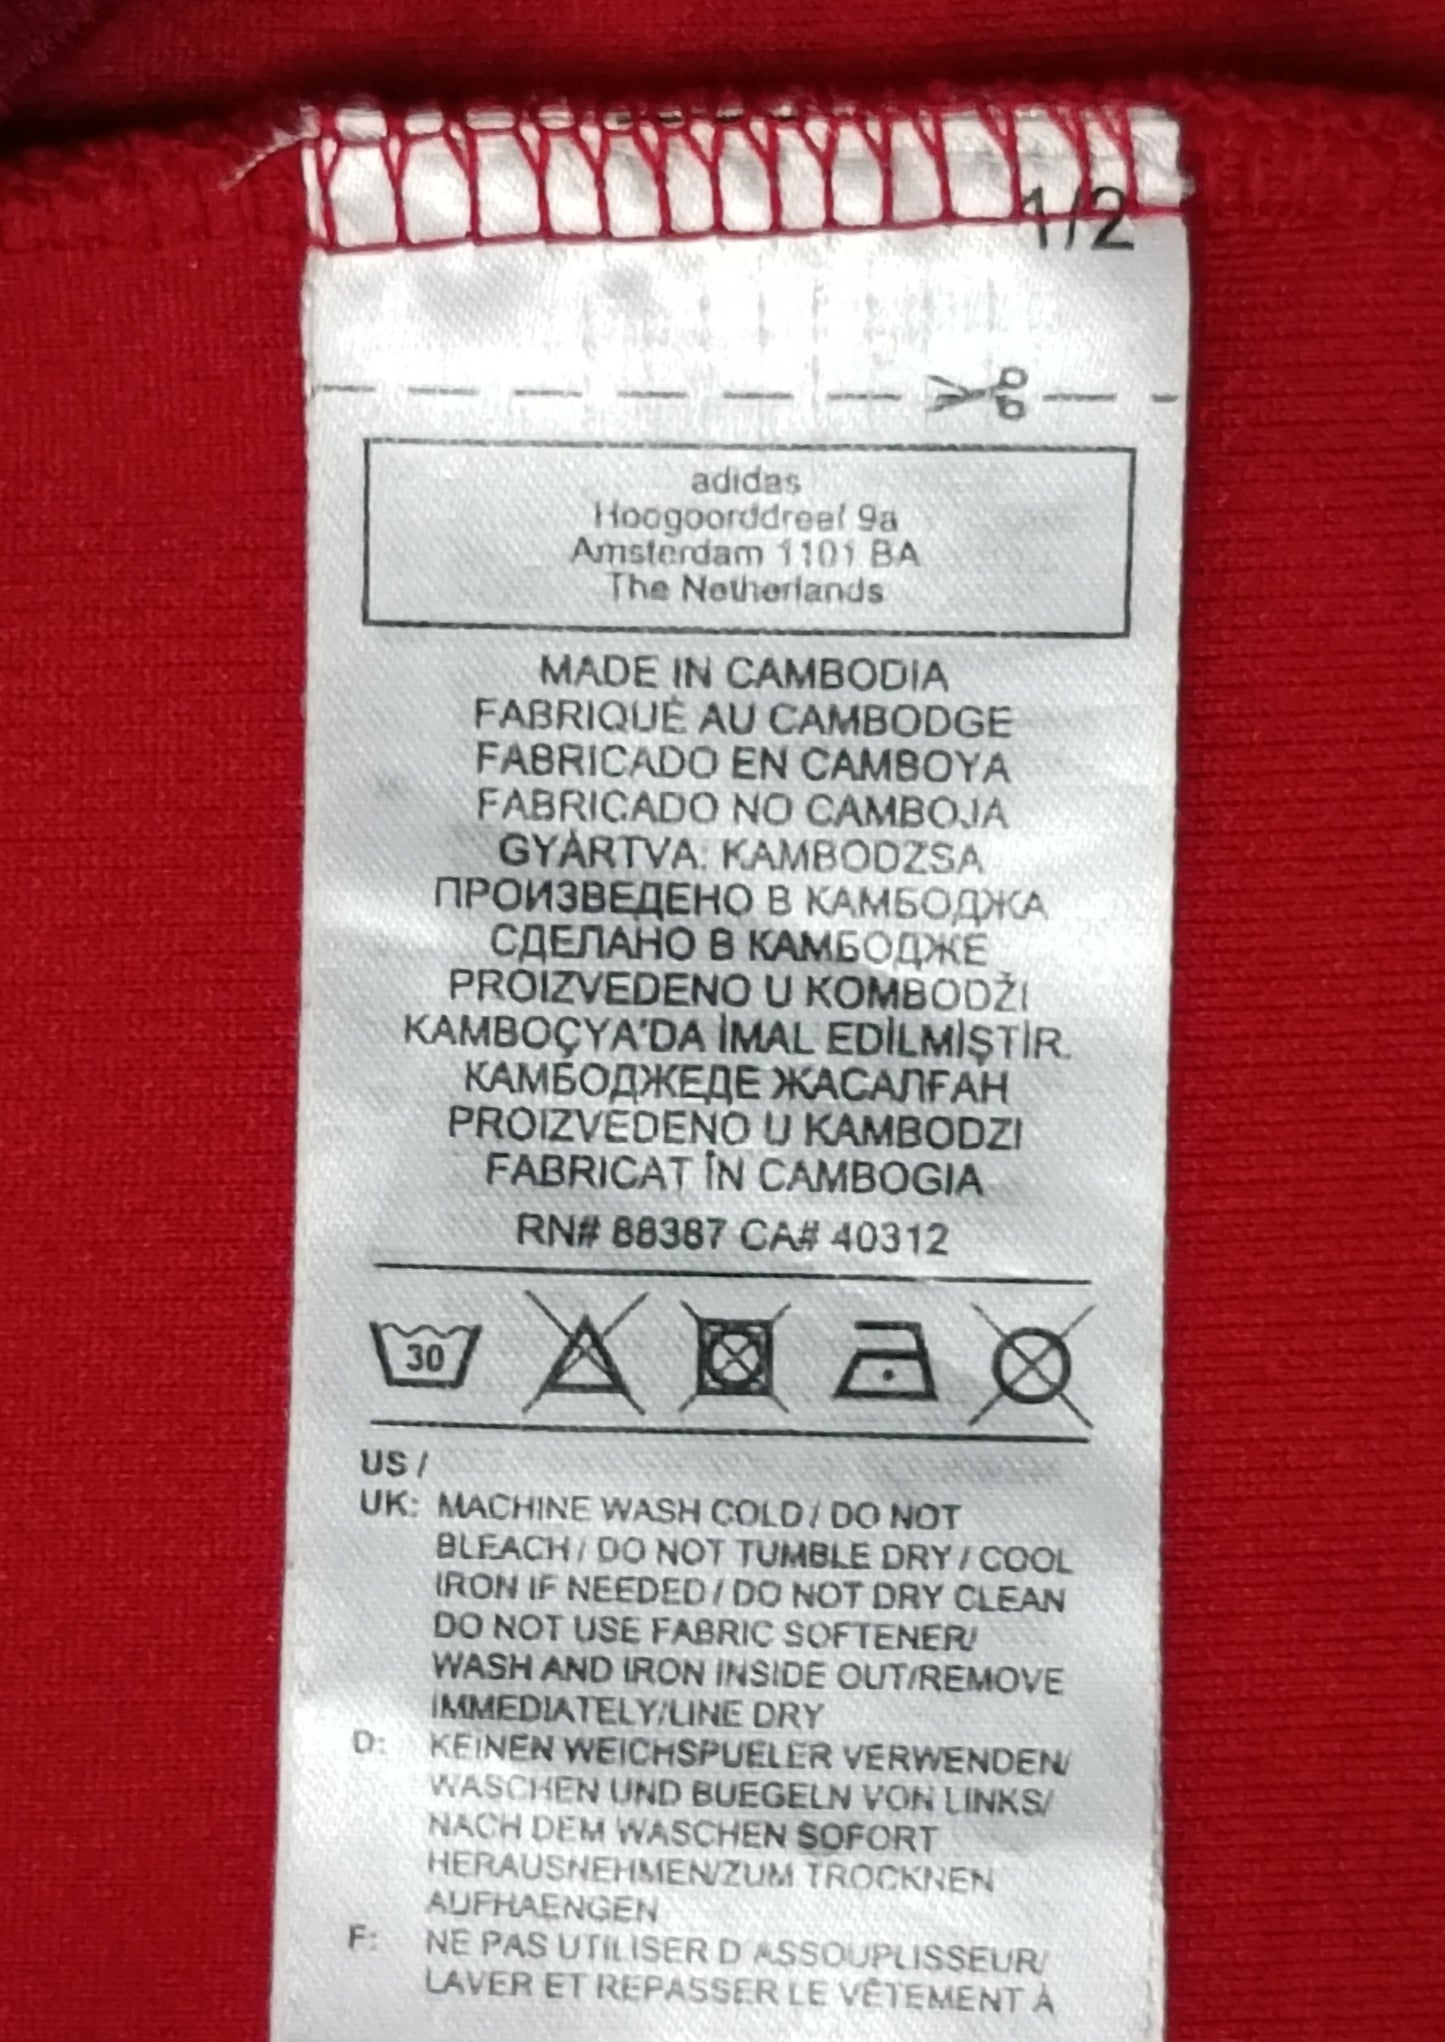 1/2
adidas
Hoogoorddreef 9a
Amsterdam 1101 BA
The Netherlands
MADE IN CAMBODIA
FABRIQUÉ AU CAMBODGE
FABRICADO EN CAMBOYA
FABRICADO NO CAMBOJA
GYÁRTVA: KAMBODZSA
ПРОИЗВЕДЕНО В КАМБОДЖА
СДЕЛАНО В КАМБОДЖЕ
PROIZVEDENO U KOMBODŽI
KAMBOÇYA'DA İMAL EDİLMİŞTİR.
КАМБОДЖЕДЕ ЖАСАЛҒАН
PROIZVEDENO U KAMBODZI
FABRICAT ÎN CAMBOGIA
RN# 88387 CA# 40312
30
US /
UK: MACHINE WASH COLD / DO NOT
BLEACH / DO NOT TUMBLE DRY / COOL
IRON IF NEEDED / DO NOT DRY CLEAN
DO NOT USE FABRIC SOFTENER/
WASH AND IRON INSIDE OUT/REMOVE
IMMEDIATELY/LINE DRY
D: KEINEN WEICHSPUELER VERWENDEN/
WASCHEN UND BUEGELN VON LINKS/
NACH DEM WASCHEN SOFORT
HERAUSNEHMEN/ZUM TROCKNEN
AUFHAENGEN
F: NE PAS UTILISER D'ASSOUPLISSEUR/
LAVER ET REPASSER LE VÊTEMENT À